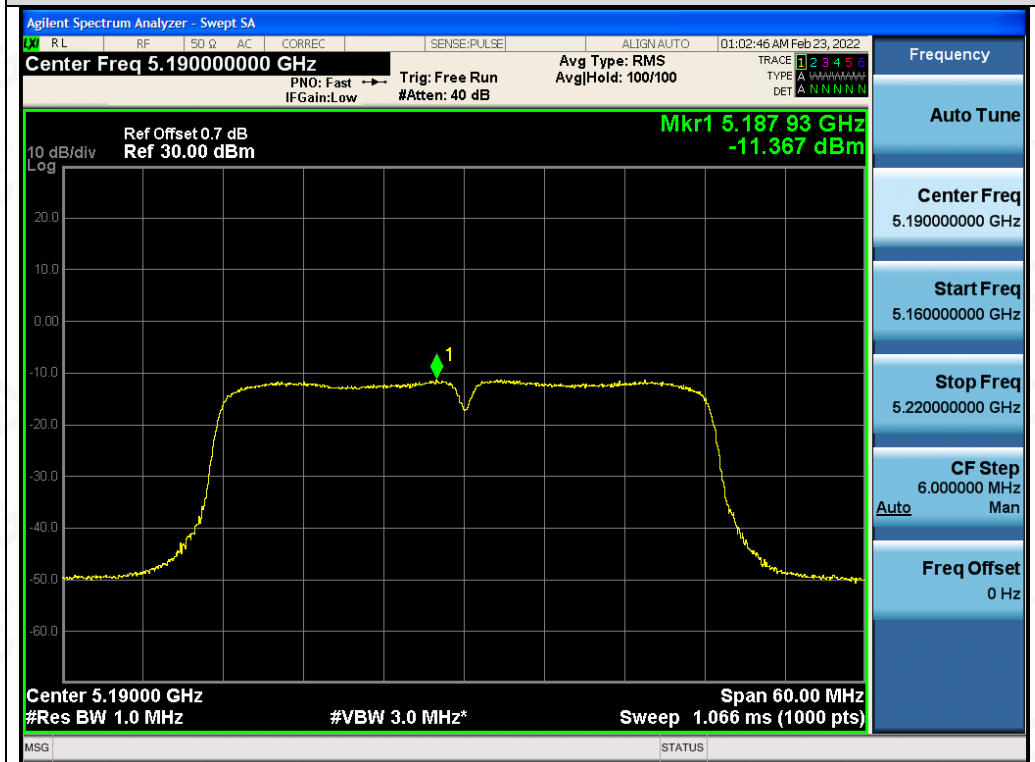 Agilent Spectrum Analyzer - Swept SA
LXI RL RF 50 Ω AC CORREC SENSE:PULSE ALIGN AUTO 01:02:46 AM Feb 23, 2022
Center Freq 5.190000000 GHz
PNO: Fast
IFGain:Low
Trig: Free Run
#Atten: 40 dB
Avg Type: RMS
Avg|Hold: 100/100
TRACE 1 2 3 4 5 6
TYPE A WWWWW
DET A N N N N N
Mkr1 5.187 93 GHz
-11.367 dBm
Ref Offset 0.7 dB
10 dB/div Ref 30.00 dBm
Log
20.0
10.0
0.00
-10.0
-20.0
-30.0
-40.0
-50.0
-60.0
1
Center 5.19000 GHz Span 60.00 MHz
#Res BW 1.0 MHz #VBW 3.0 MHz* Sweep 1.066 ms (1000 pts)
MSG STATUS
Frequency
Auto Tune
Center Freq
5.190000000 GHz
Start Freq
5.160000000 GHz
Stop Freq
5.220000000 GHz
CF Step
6.000000 MHz
Auto Man
Freq Offset
0 Hz